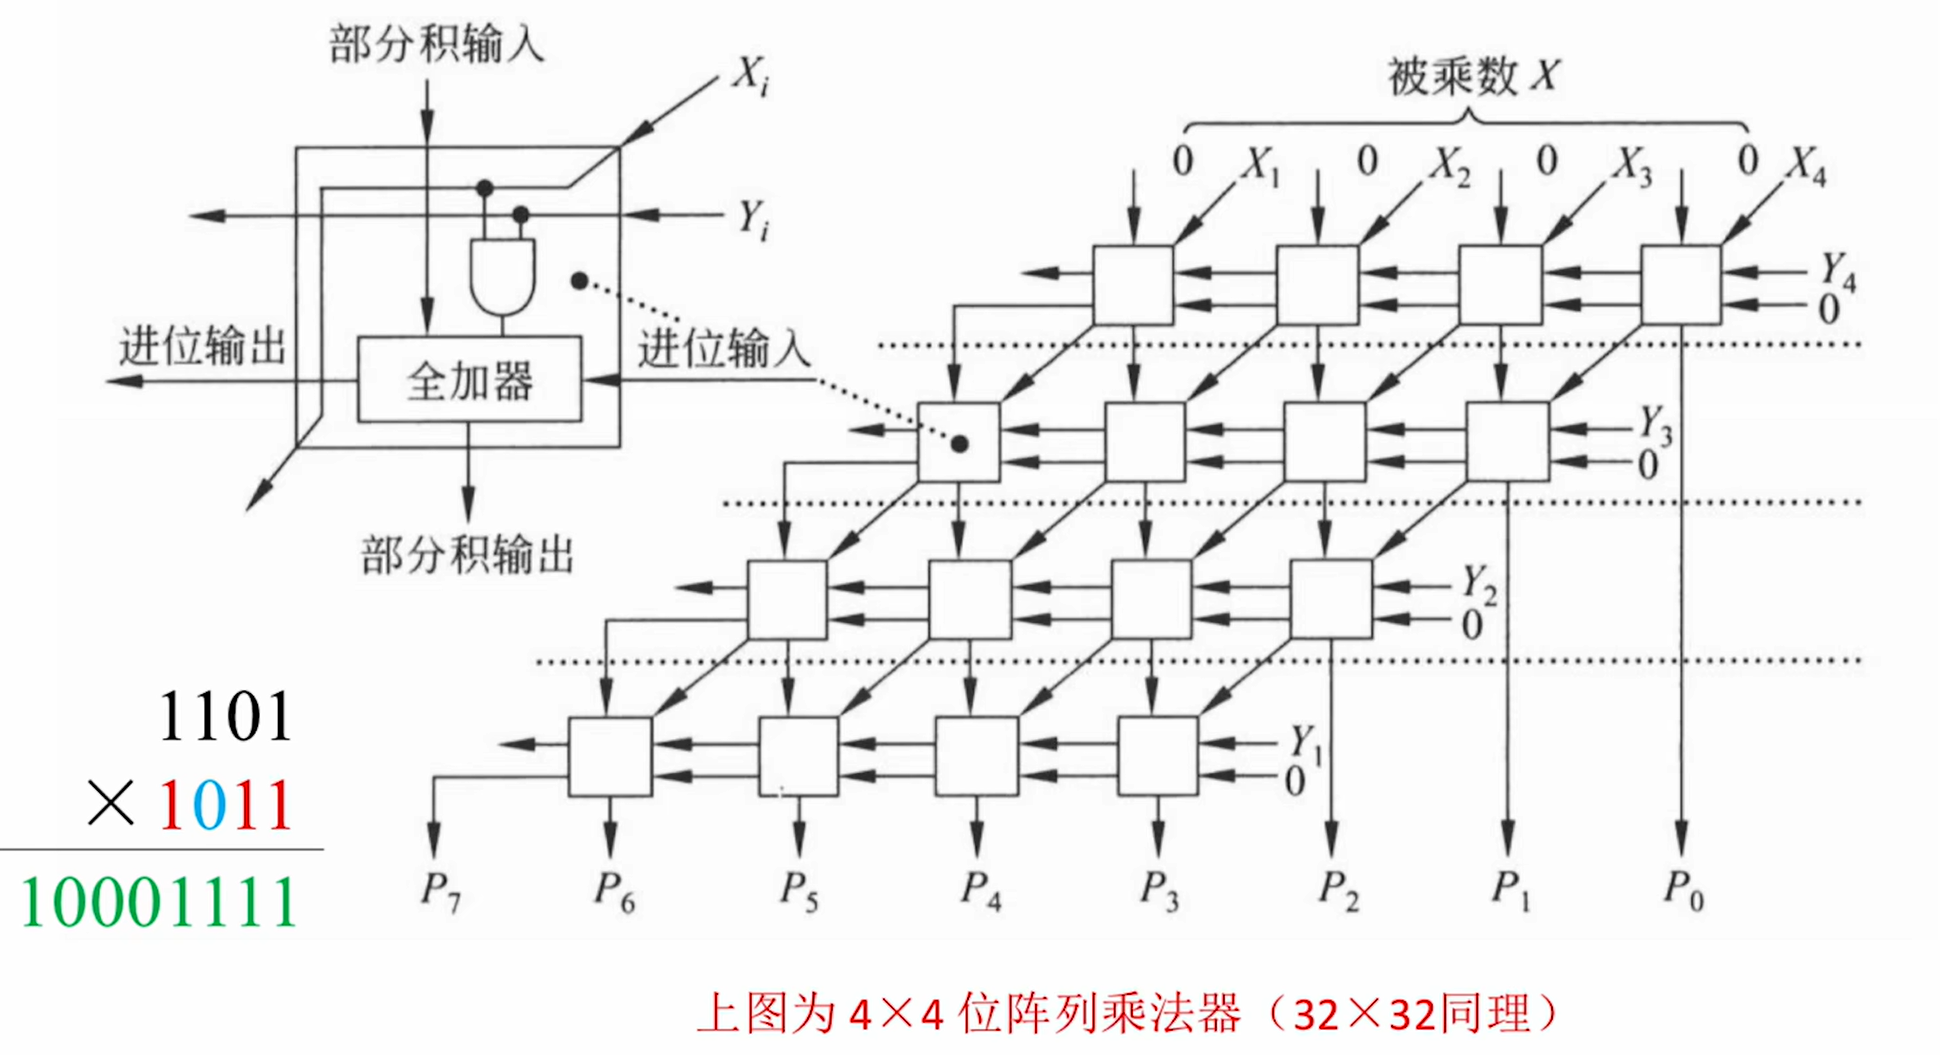 部分积输入
X_i
Y_i
进位输出
全加器
进位输入
部分积输出
被乘数 X
0 X_1 0 X_2 0 X_3 0 X_4
Y_4
0
Y_3
0
Y_2
0
Y_1
0
P_7 P_6 P_5 P_4 P_3 P_2 P_1 P_0
1101
×1011
10001111
上图为 4×4 位阵列乘法器（32×32同理）